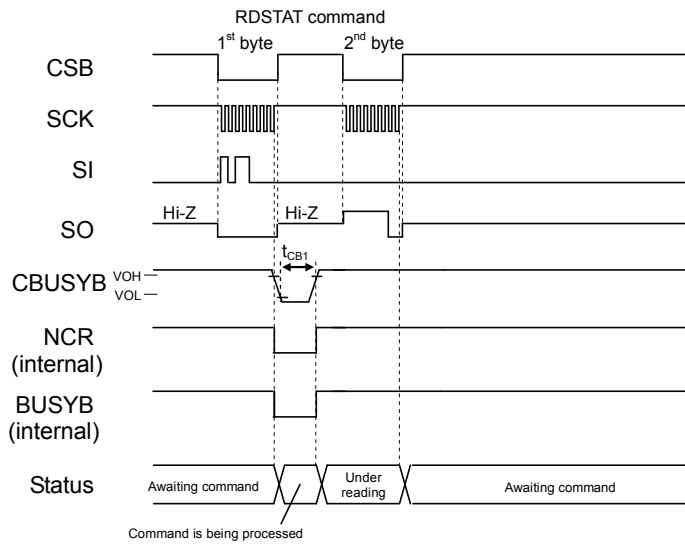 RDSTAT command
1st byte
2nd byte
CSB
SCK
SI
Hi-Z
Hi-Z
SO
tCB1
VOH
CBUSYB
VOL
NCR
(internal)
BUSYB
(internal)
Status
Awaiting command
Under
reading
Awaiting command
Command is being processed